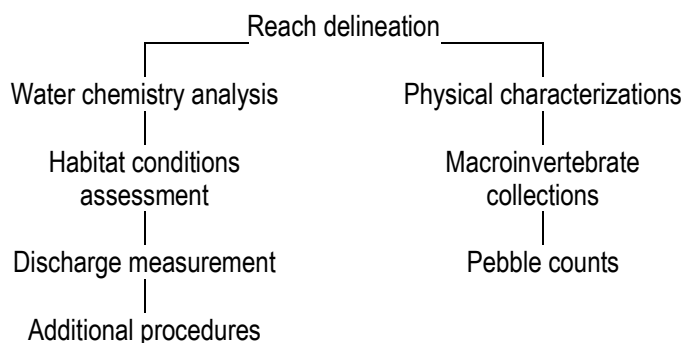 Reach delineation
Water chemistry analysis
Physical characterizations
Habitat conditions
assessment
Macroinvertebrate
collections
Discharge measurement
Pebble counts
Additional procedures